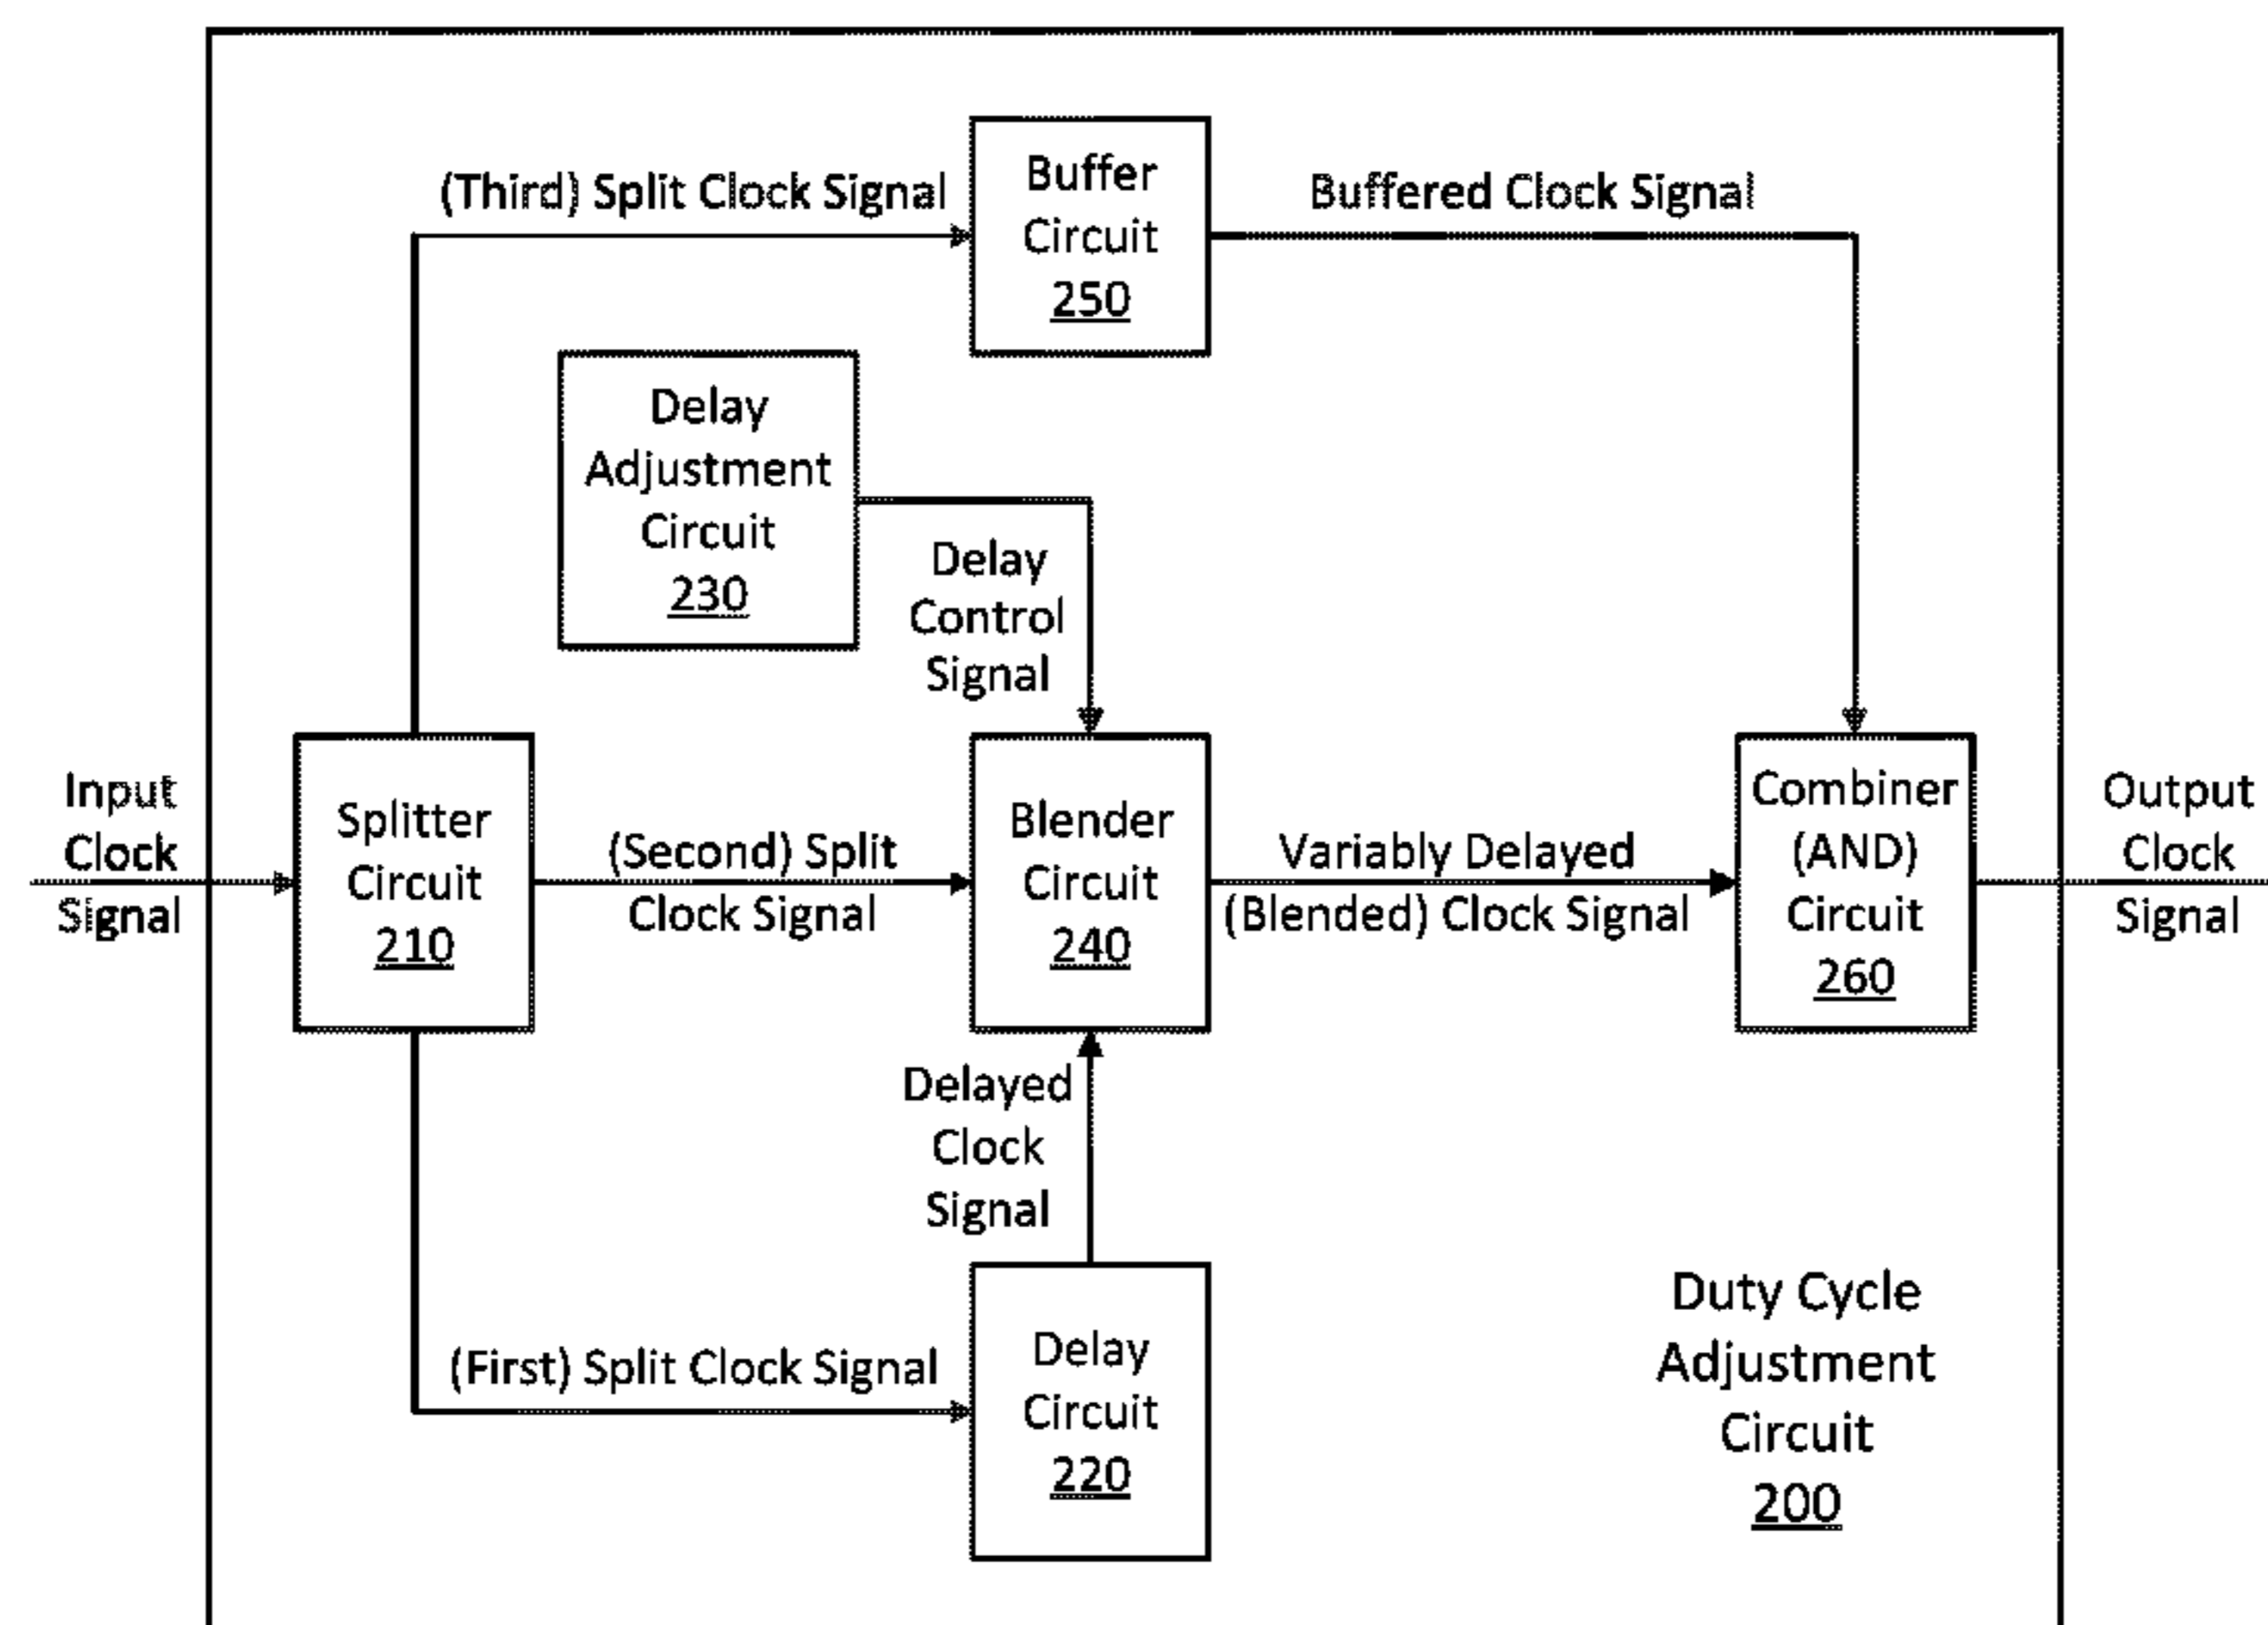 (Third) Split Clock Signal
Buffer
Circuit
250
Buffered Clock Signal
Delay
Adjustment
Circuit
230
Delay
Control
Signal
Input
Clock
Signal
Splitter
Circuit
210
(Second) Split
Clock Signal
Blender
Circuit
240
Variably Delayed
(Blended) Clock Signal
Combiner
(AND)
Circuit
260
Output
Clock
Signal
Delayed
Clock
Signal
(First) Split Clock Signal
Delay
Circuit
220
Duty Cycle
Adjustment
Circuit
200